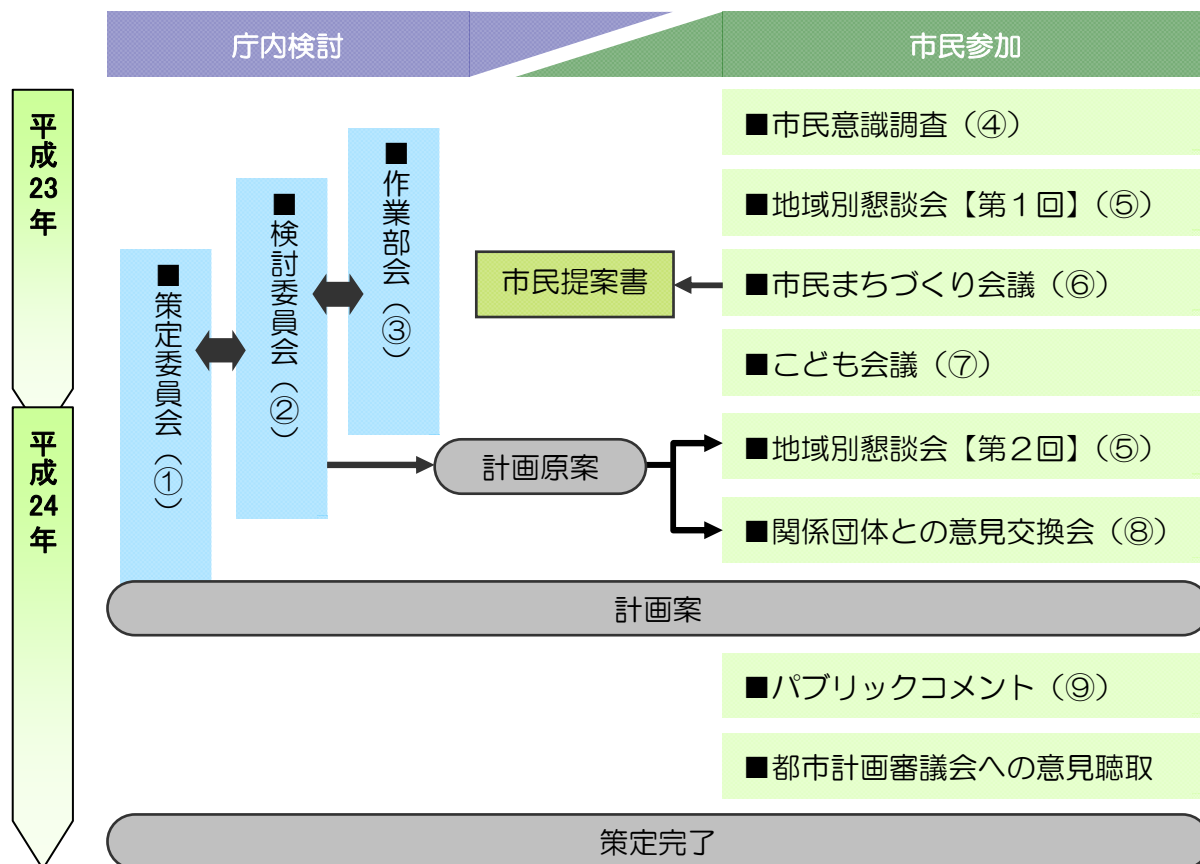 庁内検討
市民参加
平成23年
■策定委員会（①）
■検討委員会（②）
■作業部会（③）
■市民意識調査（④）
■地域別懇談会【第１回】（⑤）
市民提案書
■市民まちづくり会議（⑥）
■こども会議（⑦）
平成24年
計画原案
■地域別懇談会【第２回】（⑤）
■関係団体との意見交換会（⑧）
計画案
■パブリックコメント（⑨）
■都市計画審議会への意見聴取
策定完了